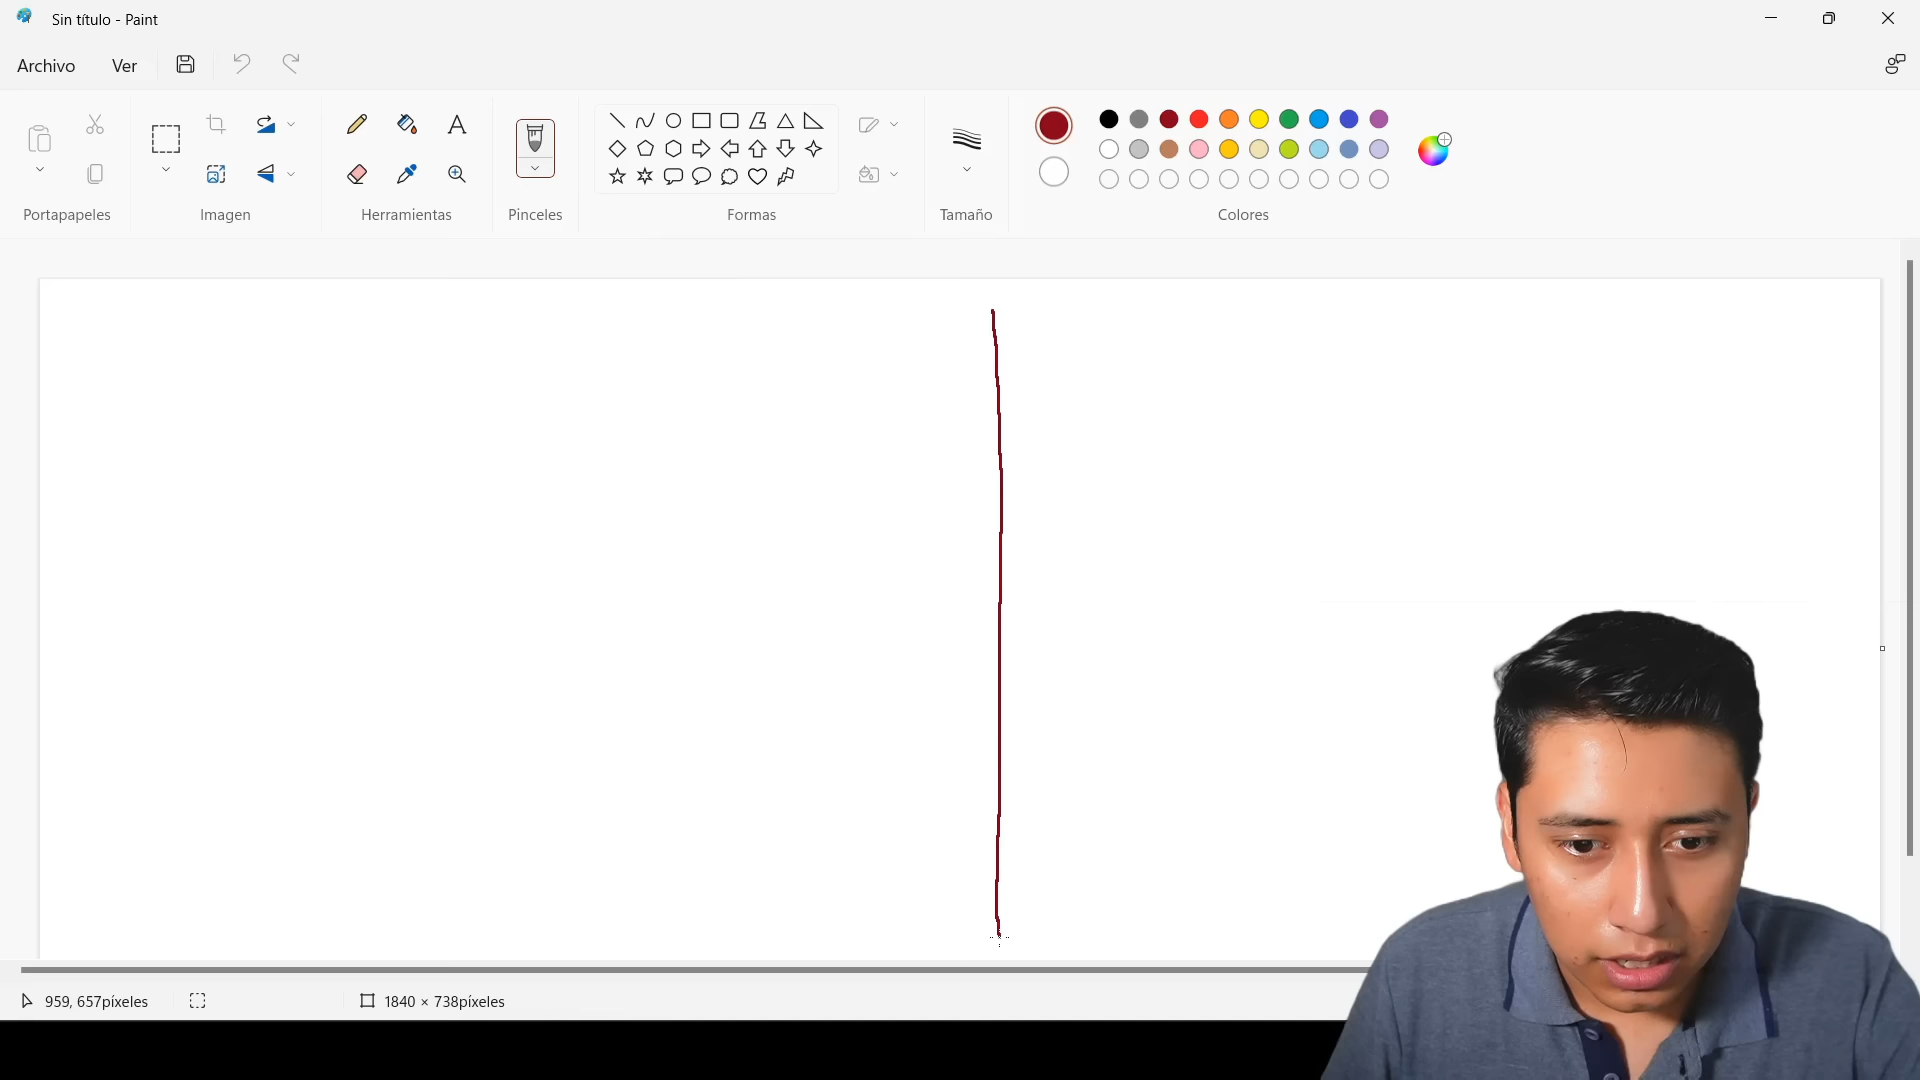 Sin título - Paint
Archivo
Ver
Portapapeles
Imagen
Herramientas
Pinceles
Formas
Tamaño
Colores
959, 657píxeles
1840 × 738píxeles